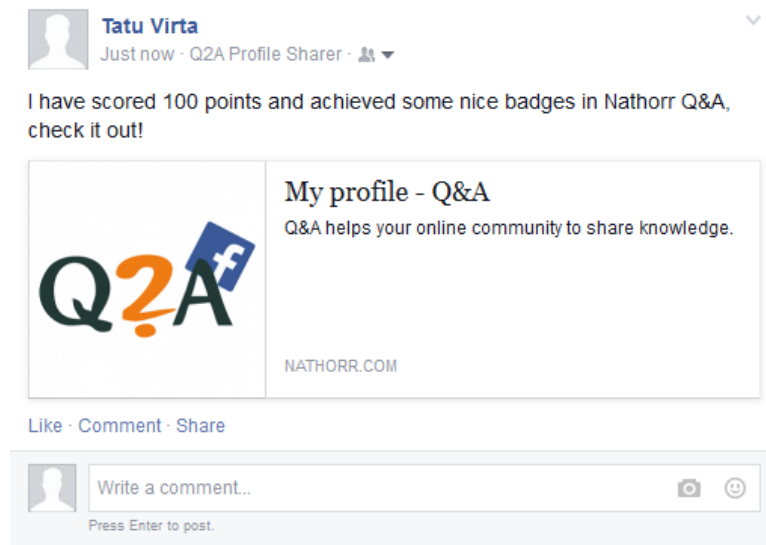 Tatu Virta
Just now · Q2A Profile Sharer ·
I have scored 100 points and achieved some nice badges in Nathorr Q&A,
check it out!
Q2A
f
My profile - Q&A
Q&A helps your online community to share knowledge.
NATHORR.COM
Like · Comment · Share
Write a comment...
Press Enter to post.